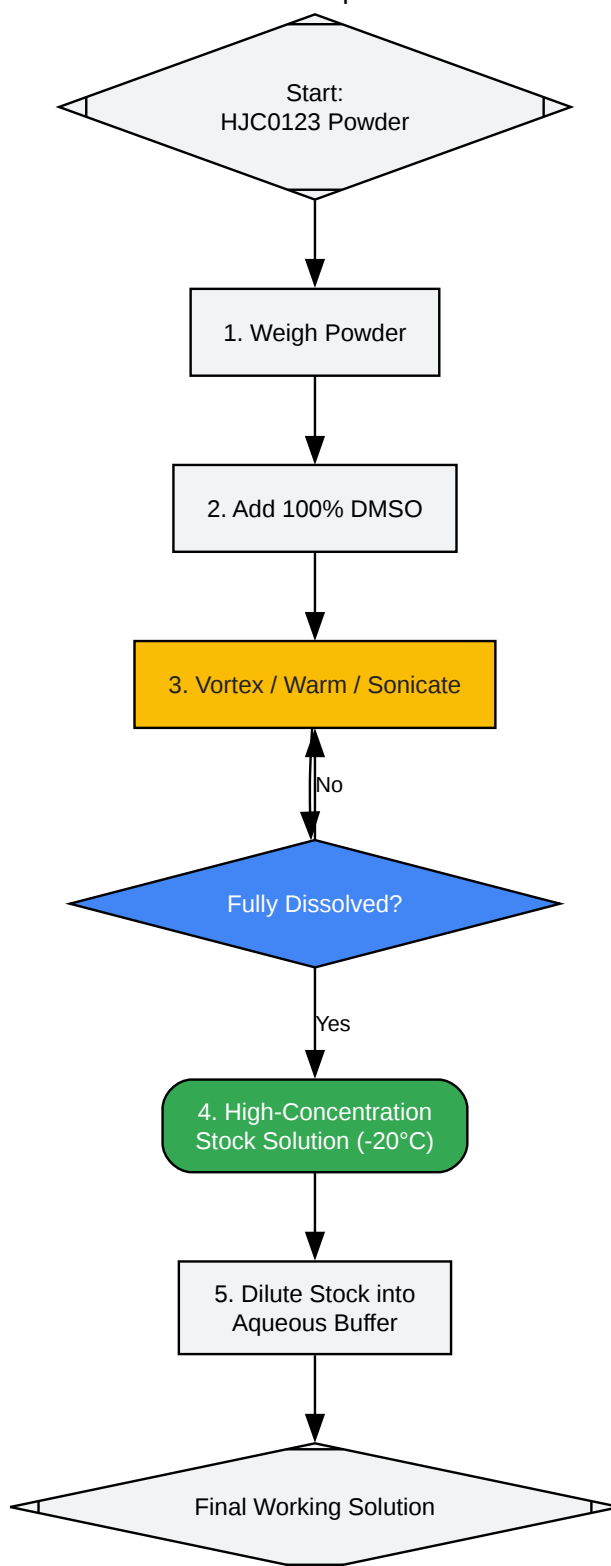 Start:
HJC0123 Powder
1. Weigh Powder
2. Add 100% DMSO
3. Vortex / Warm / Sonicate
No
Fully Dissolved?
Yes
4. High-Concentration
Stock Solution (-20°C)
5. Dilute Stock into
Aqueous Buffer
Final Working Solution